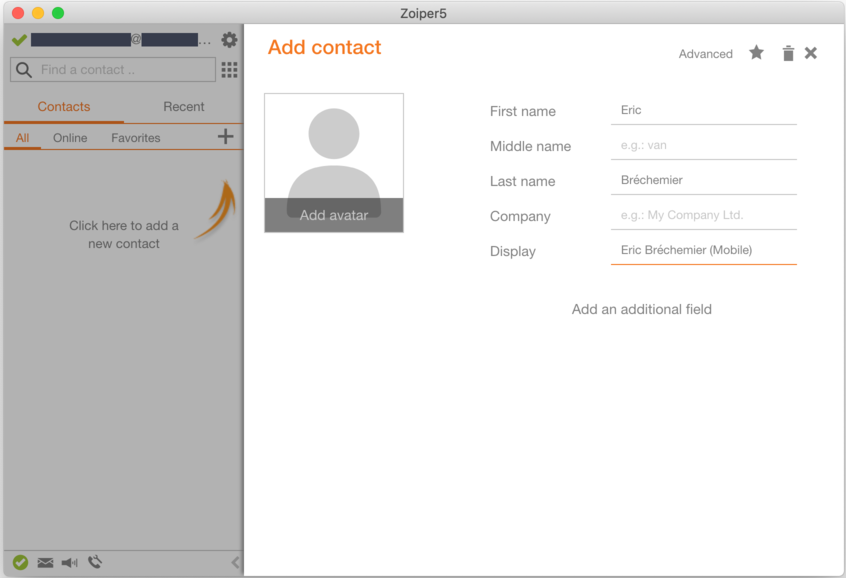 Zoiper5
@ ...
Find a contact ..
Contacts Recent
All Online Favorites
Click here to add a
new contact
Add contact
Advanced
Add avatar
First name Eric
Middle name e.g.: van
Last name Bréchemier
Company e.g.: My Company Ltd.
Display Eric Bréchemier (Mobile)
Add an additional field